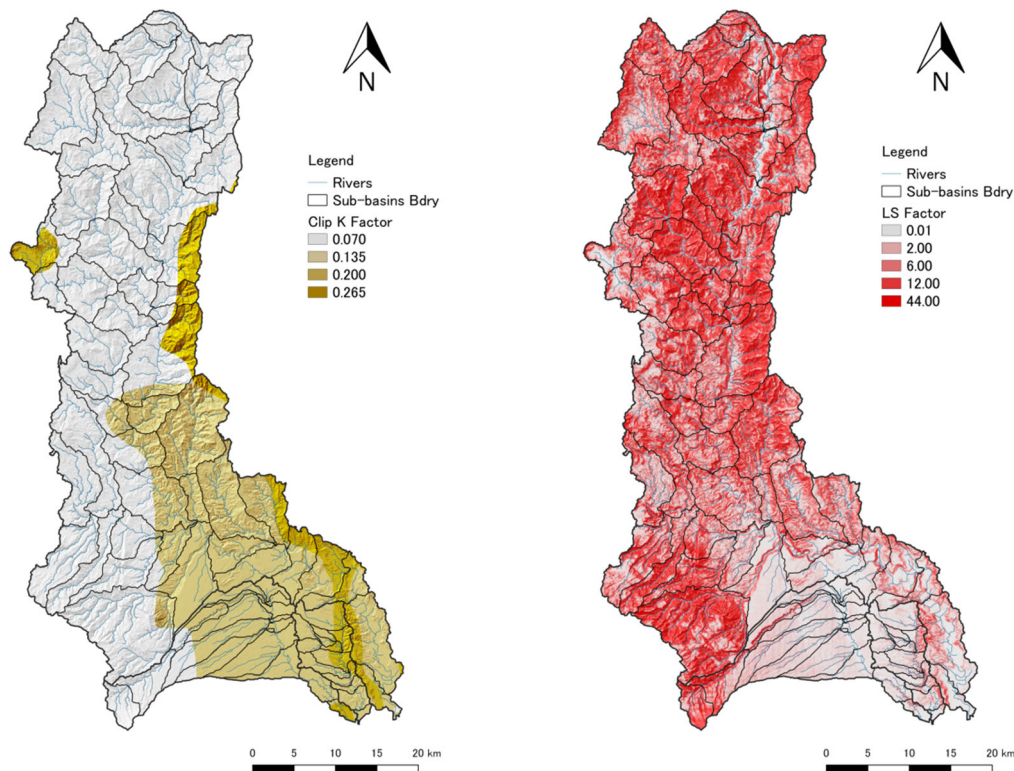 N
Legend
Rivers
Sub-basins Bdry
Clip K Factor
0.070
0.135
0.200
0.265
0 5 10 15 20 km
N
Legend
Rivers
Sub-basins Bdry
LS Factor
0.01
2.00
6.00
12.00
44.00
0 5 10 15 20 km